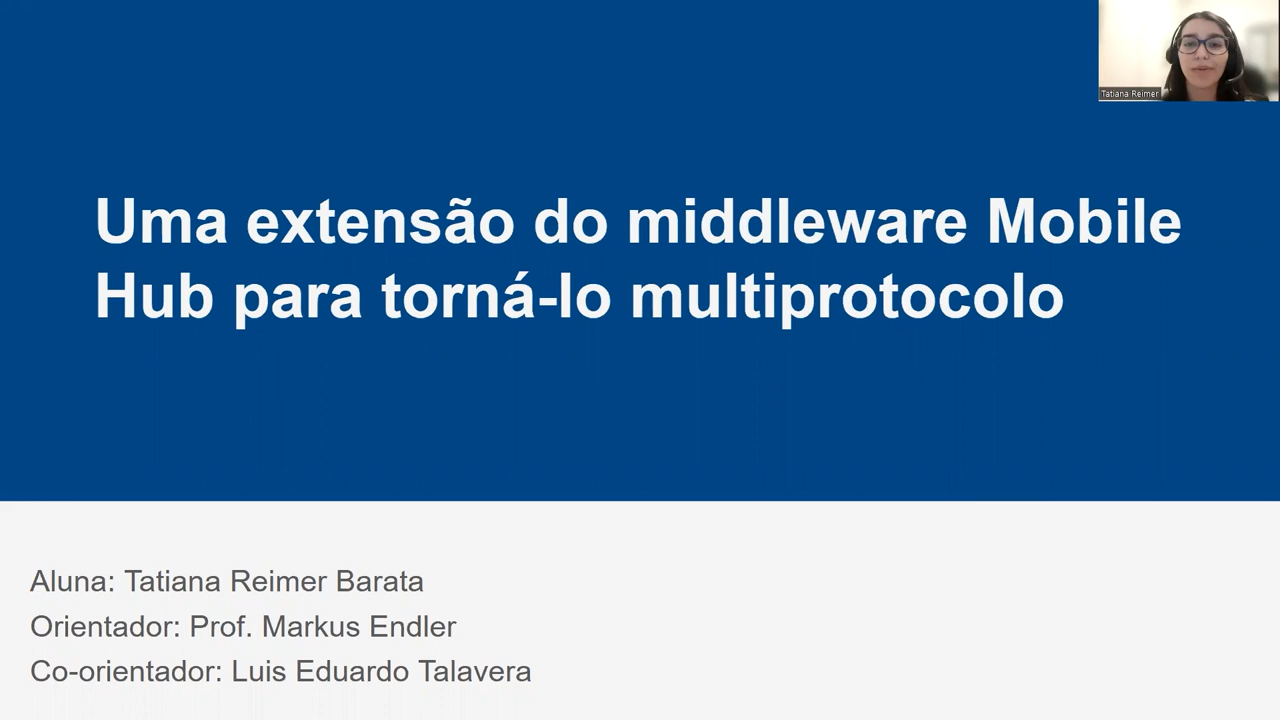 Tatiana Reimer
Uma extensão do middleware Mobile
Hub para torná-lo multiprotocolo
Aluna: Tatiana Reimer Barata
Orientador: Prof. Markus Endler
Co-orientador: Luis Eduardo Talavera